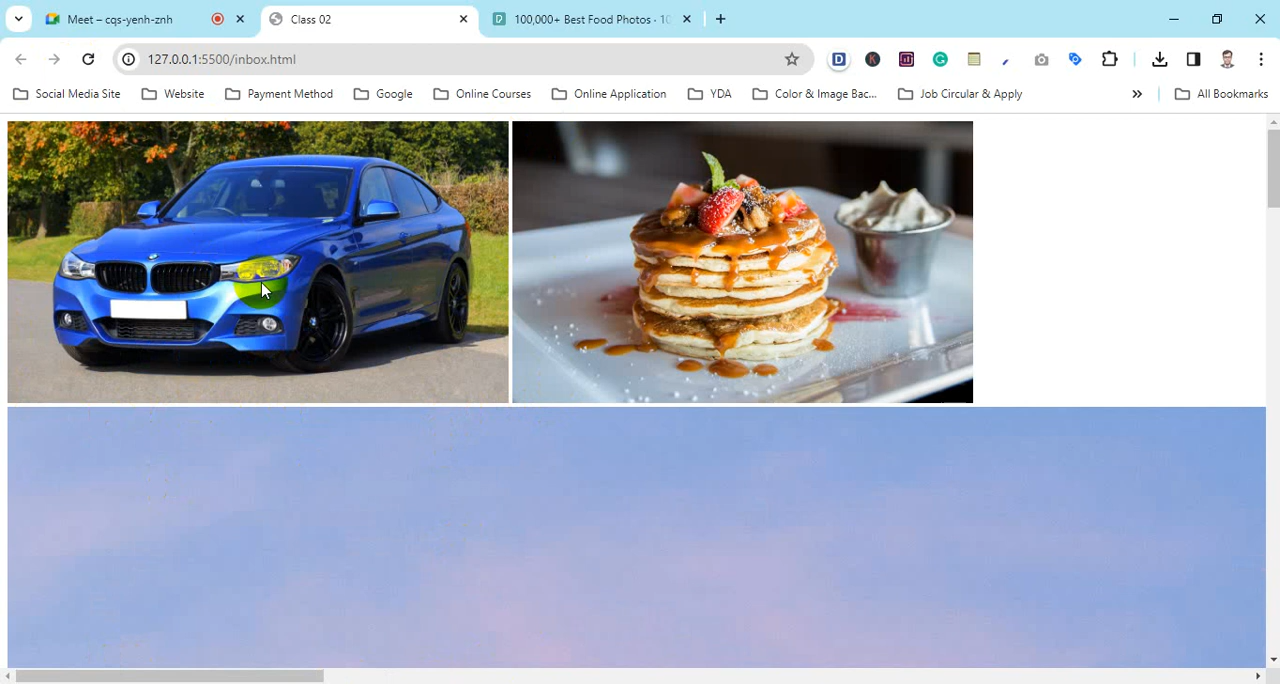 Meet – cqs-yenh-znh
Class 02
100,000+ Best Food Photos · 10
127.0.0.1:5500/inbox.html
Social Media Site
Website
Payment Method
Google
Online Courses
Online Application
YDA
Color & Image Bac...
Job Circular & Apply
All Bookmarks